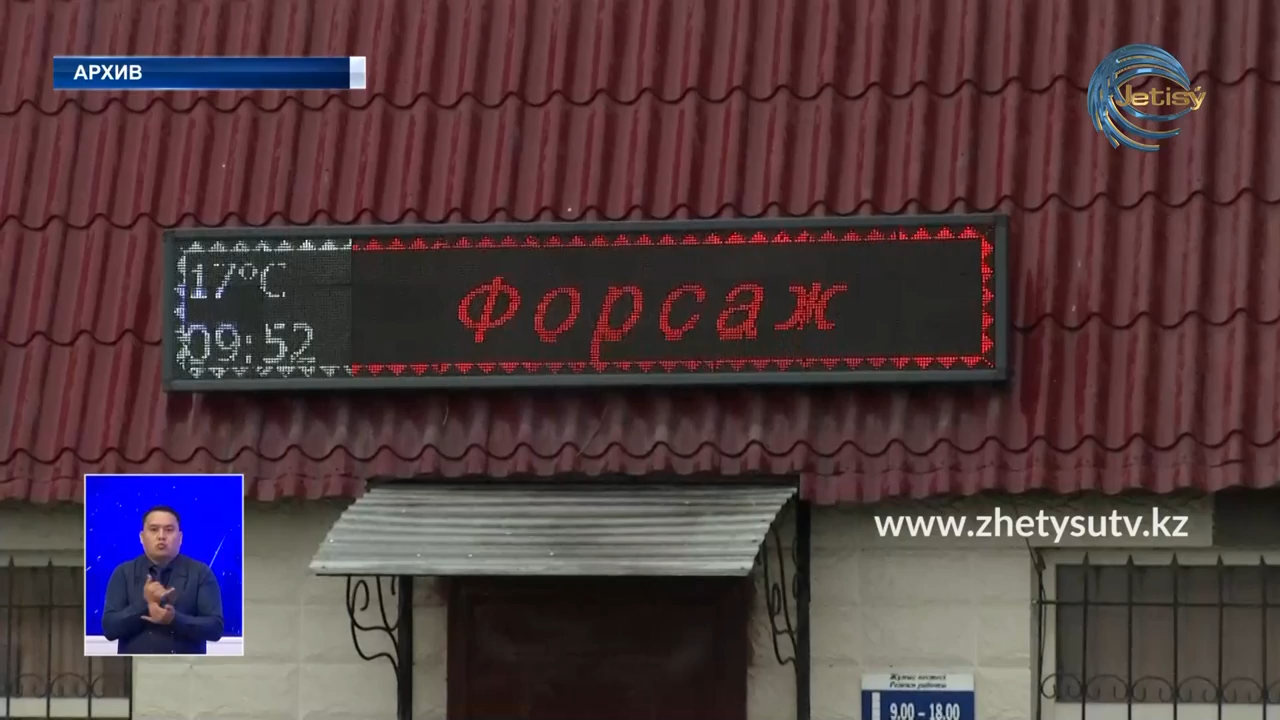 АРХИВ
Jetisý
17°C
09:52
Форсаж
www.zhetysutv.kz
Жұмыс кестесі
Режим работы
9.00 – 18.00